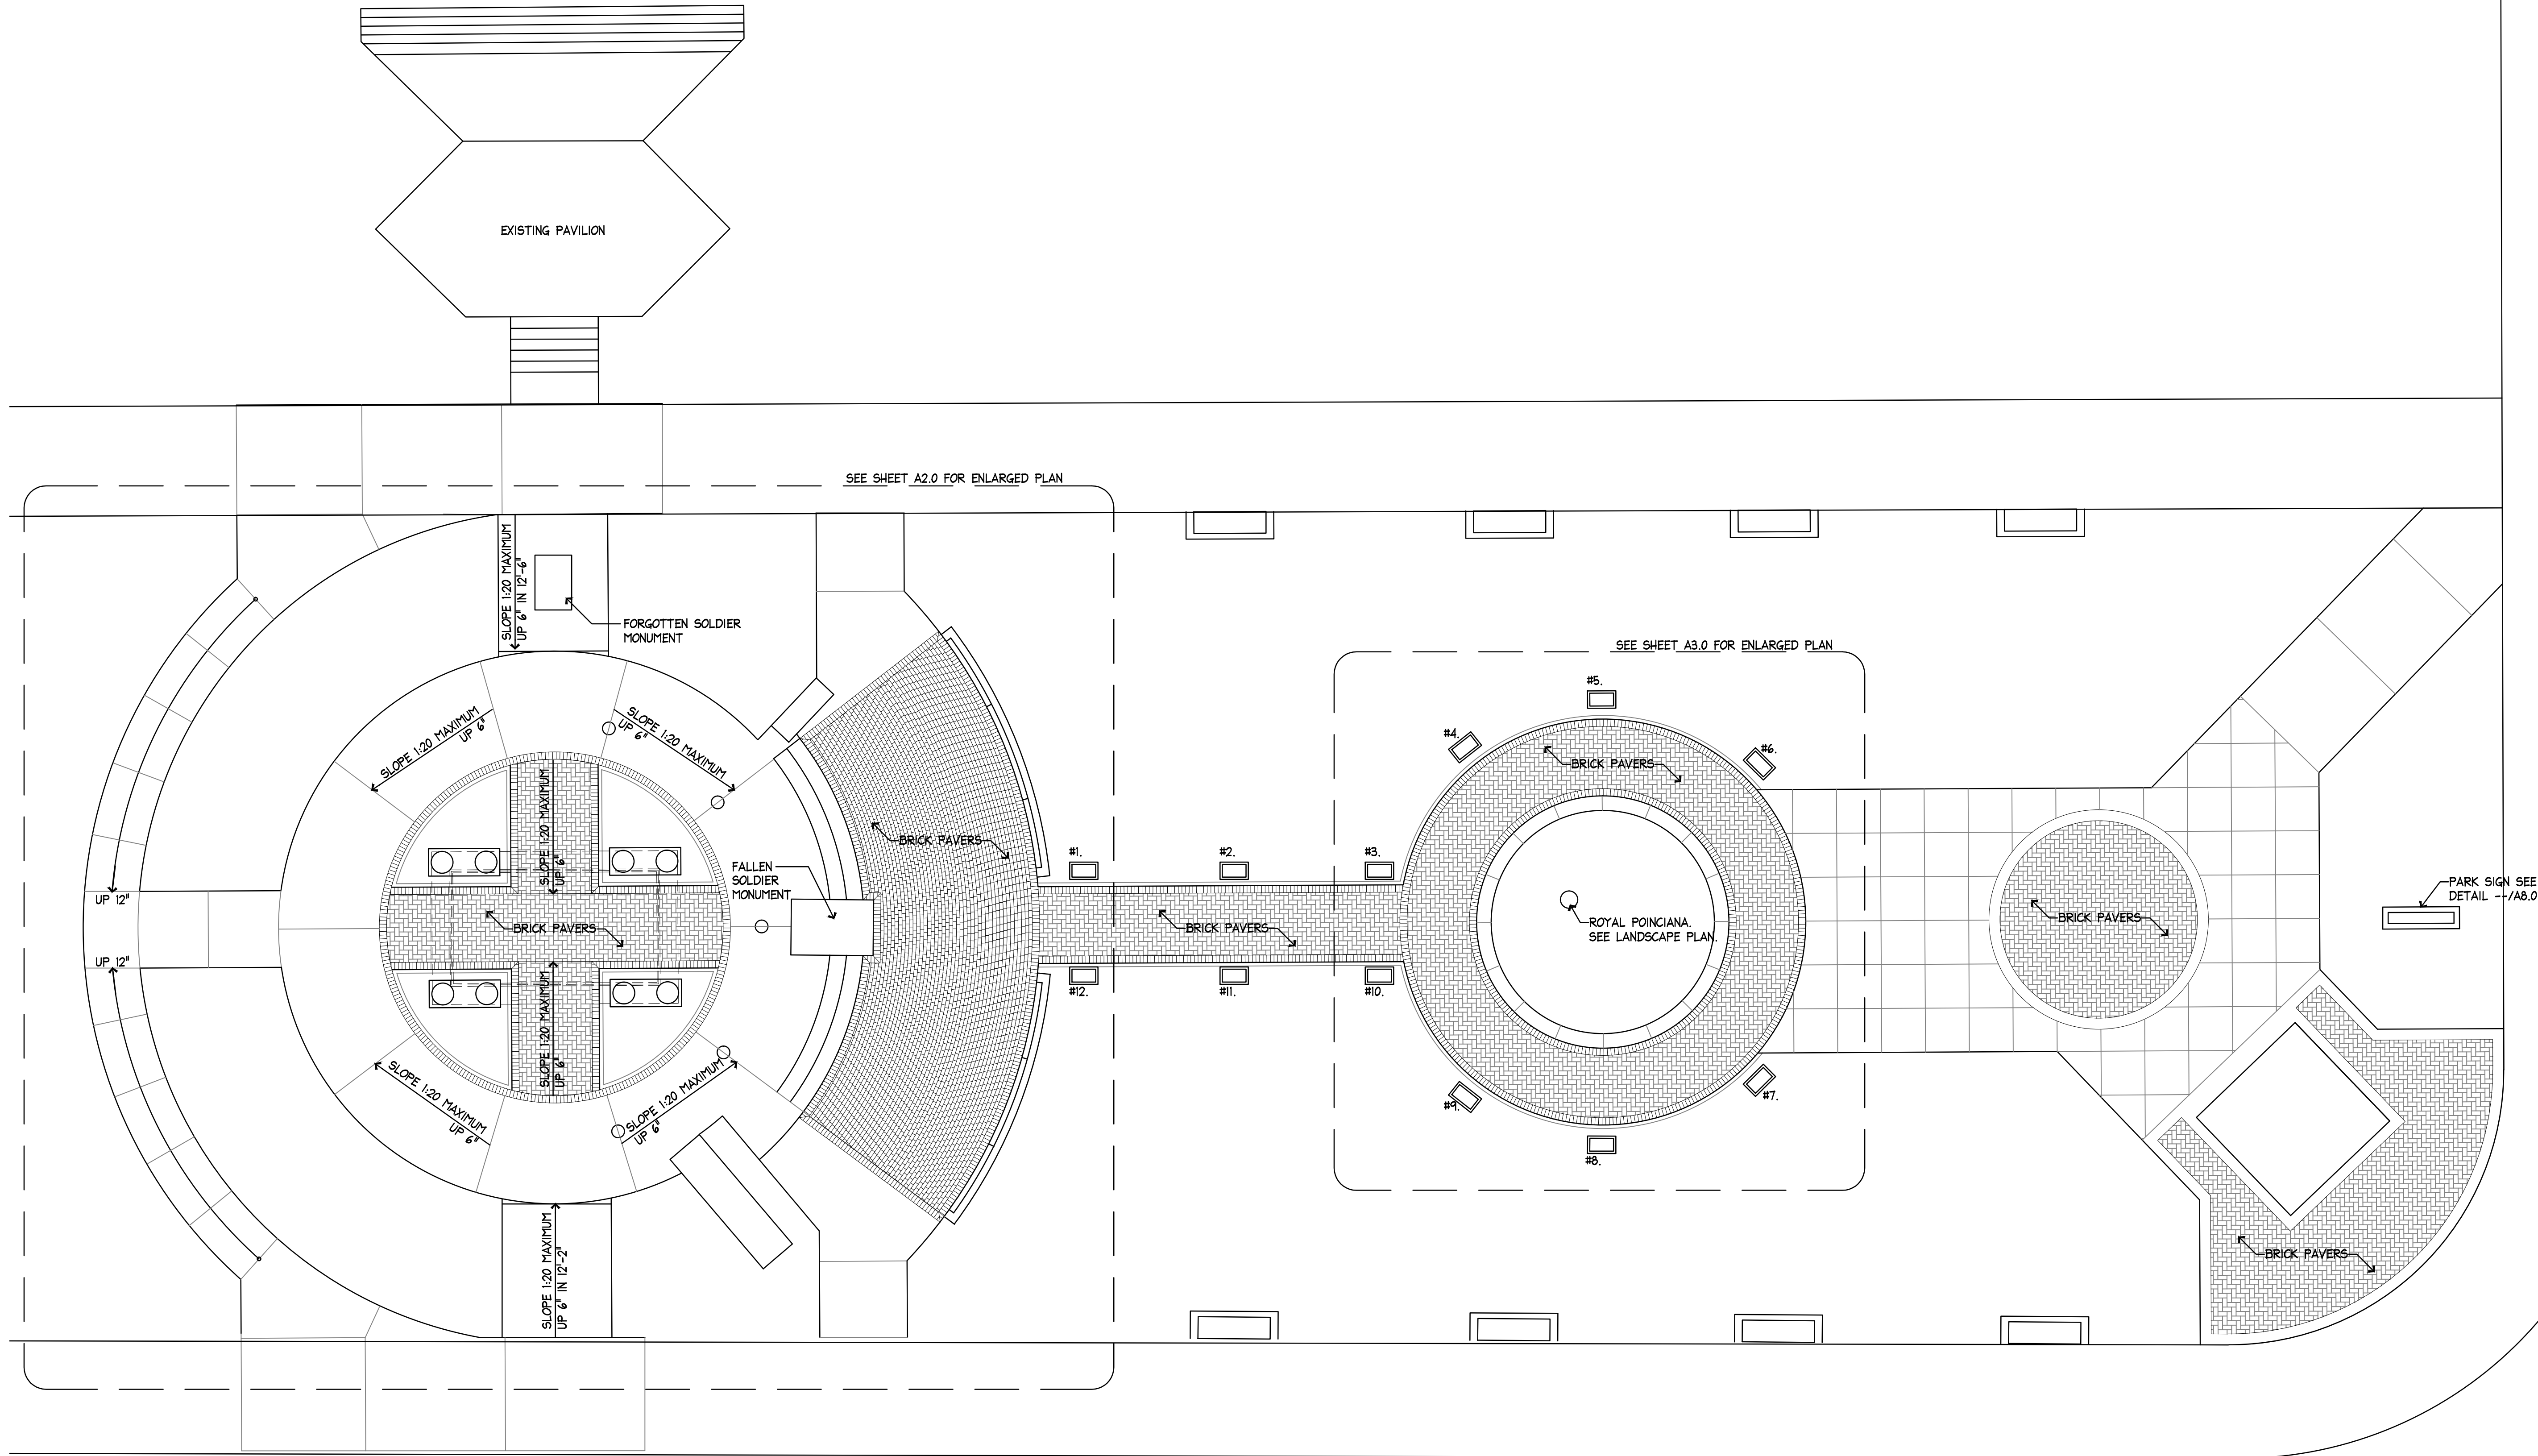 EXISTING PAVILION
SEE SHEET A2.0 FOR ENLARGED PLAN
SLOPE 1:20 MAXIMUM
UP 6" IN 12'-6"
FORGOTTEN SOLDIER
MONUMENT
SEE SHEET A3.0 FOR ENLARGED PLAN
#5.
SLOPE 1:20 MAXIMUM
UP 6"
SLOPE 1:20 MAXIMUM
UP 6"
#4.
#6.
BRICK PAVERS
SLOPE 1:20 MAXIMUM
UP 6"
BRICK PAVERS
#1.
#2.
#3.
FALLEN
SOLDIER
MONUMENT
UP 12"
PARK SIGN SEE
DETAIL --/A8.0
BRICK PAVERS
BRICK PAVERS
ROYAL POINCIANA.
SEE LANDSCAPE PLAN.
BRICK PAVERS
UP 12"
#12.
#11.
#10.
SLOPE 1:20 MAXIMUM
UP 6"
SLOPE 1:20 MAXIMUM
UP 6"
SLOPE 1:20 MAXIMUM
UP 6"
#9.
#7.
#8.
SLOPE 1:20 MAXIMUM
UP 6" IN 12'-2"
BRICK PAVERS